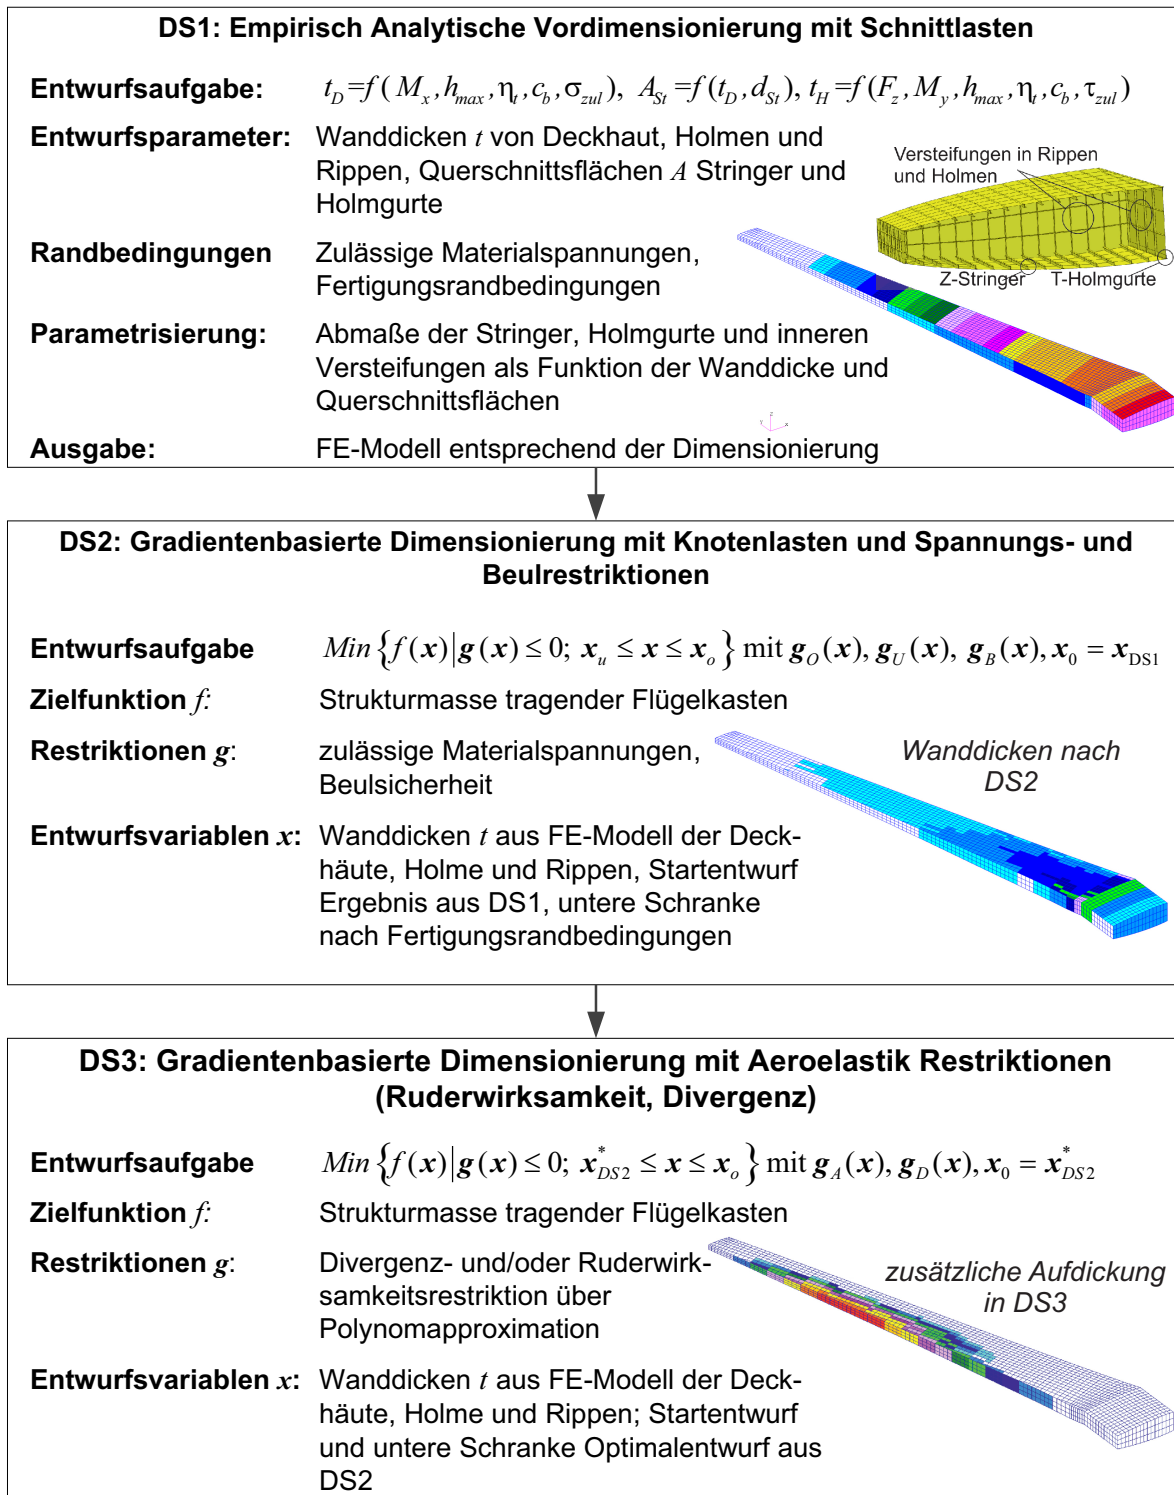 DS1: Empirisch Analytische Vordimensionierung mit Schnittlasten
Entwurfsaufgabe: t_D=f(M_x, h_max, η_t, c_b, σ_zul), A_St=f(t_D, d_St), t_H=f(F_z, M_y, h_max, η_t, c_b, τ_zul)
Entwurfsparameter: Wanddicken t von Deckhaut, Holmen und
Rippen, Querschnittsflächen A Stringer und
Holmgurte
Versteifungen in Rippen
und Holmen
Z-Stringer T-Holmgurte
Randbedingungen Zulässige Materialspannungen,
Fertigungsrandbedingungen
Parametrisierung: Abmaße der Stringer, Holmgurte und inneren
Versteifungen als Funktion der Wanddicke und
Querschnittsflächen
Ausgabe: FE-Modell entsprechend der Dimensionierung
DS2: Gradientenbasierte Dimensionierung mit Knotenlasten und Spannungs- und
Beulrestriktionen
Entwurfsaufgabe Min {f(x)|g(x) ≤ 0; x_u ≤ x ≤ x_o} mit g_O(x), g_U(x), g_B(x), x_0 = x_DS1
Zielfunktion f: Strukturmasse tragender Flügelkasten
Restriktionen g: zulässige Materialspannungen,
Beulsicherheit
Wanddicken nach
DS2
Entwurfsvariablen x: Wanddicken t aus FE-Modell der Deck-
häute, Holme und Rippen, Startentwurf
Ergebnis aus DS1, untere Schranke
nach Fertigungsrandbedingungen
DS3: Gradientenbasierte Dimensionierung mit Aeroelastik Restriktionen
(Ruderwirksamkeit, Divergenz)
Entwurfsaufgabe Min {f(x)|g(x) ≤ 0; x*_DS2 ≤ x ≤ x_o} mit g_A(x), g_D(x), x_0 = x*_DS2
Zielfunktion f: Strukturmasse tragender Flügelkasten
Restriktionen g: Divergenz- und/oder Ruderwirk-
samkeitsrestriktion über
Polynomapproximation
zusätzliche Aufdickung
in DS3
Entwurfsvariablen x: Wanddicken t aus FE-Modell der Deck-
häute, Holme und Rippen; Startentwurf
und untere Schranke Optimalentwurf aus
DS2